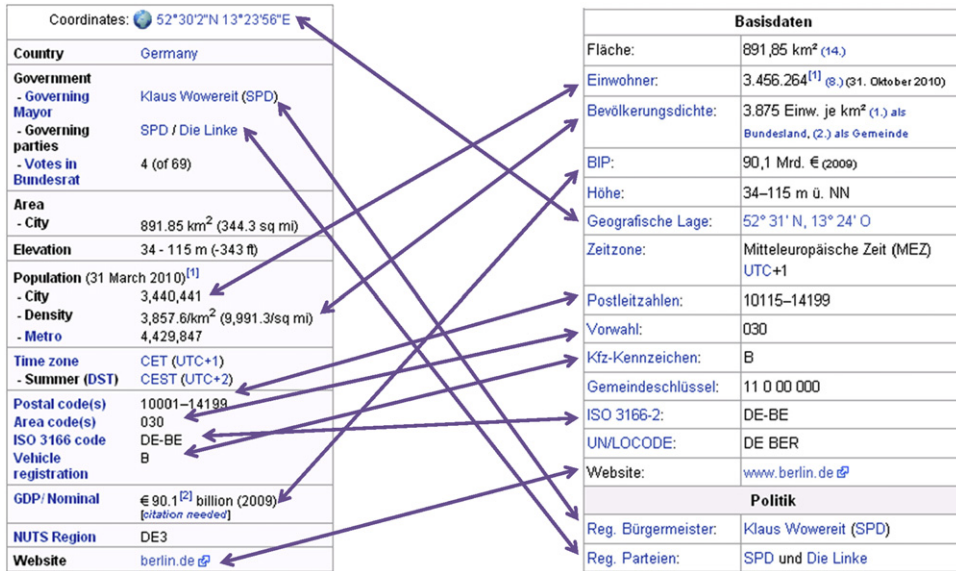 Coordinates: 52°30′2″N 13°23′56″E
Country Germany
Government
- Governing Klaus Wowereit (SPD)
Mayor
- Governing SPD / Die Linke
parties
- Votes in 4 (of 69)
Bundesrat
Area
- City 891.85 km² (344.3 sq mi)
Elevation 34 - 115 m (-343 ft)
Population (31 March 2010)[1]
- City 3,440,441
- Density 3,857.6/km² (9,991.3/sq mi)
- Metro 4,429,847
Time zone CET (UTC+1)
- Summer (DST) CEST (UTC+2)
Postal code(s) 10001–14199
Area code(s) 030
ISO 3166 code DE-BE
Vehicle B
registration
GDP/ Nominal € 90.1[2] billion (2009)
[citation needed]
NUTS Region DE3
Website berlin.de
Basisdaten
Fläche: 891,85 km² (14.)
Einwohner: 3.456.264[1] (8.) (31. Oktober 2010)
Bevölkerungsdichte: 3.875 Einw. je km² (1.) als
Bundesland, (2.) als Gemeinde
BIP: 90,1 Mrd. € (2009)
Höhe: 34–115 m ü. NN
Geografische Lage: 52° 31′ N, 13° 24′ O
Zeitzone: Mitteleuropäische Zeit (MEZ)
UTC+1
Postleitzahlen: 10115–14199
Vorwahl: 030
Kfz-Kennzeichen: B
Gemeindeschlüssel: 11 0 00 000
ISO 3166-2: DE-BE
UN/LOCODE: DE BER
Website: www.berlin.de
Politik
Reg. Bürgermeister: Klaus Wowereit (SPD)
Reg. Parteien: SPD und Die Linke